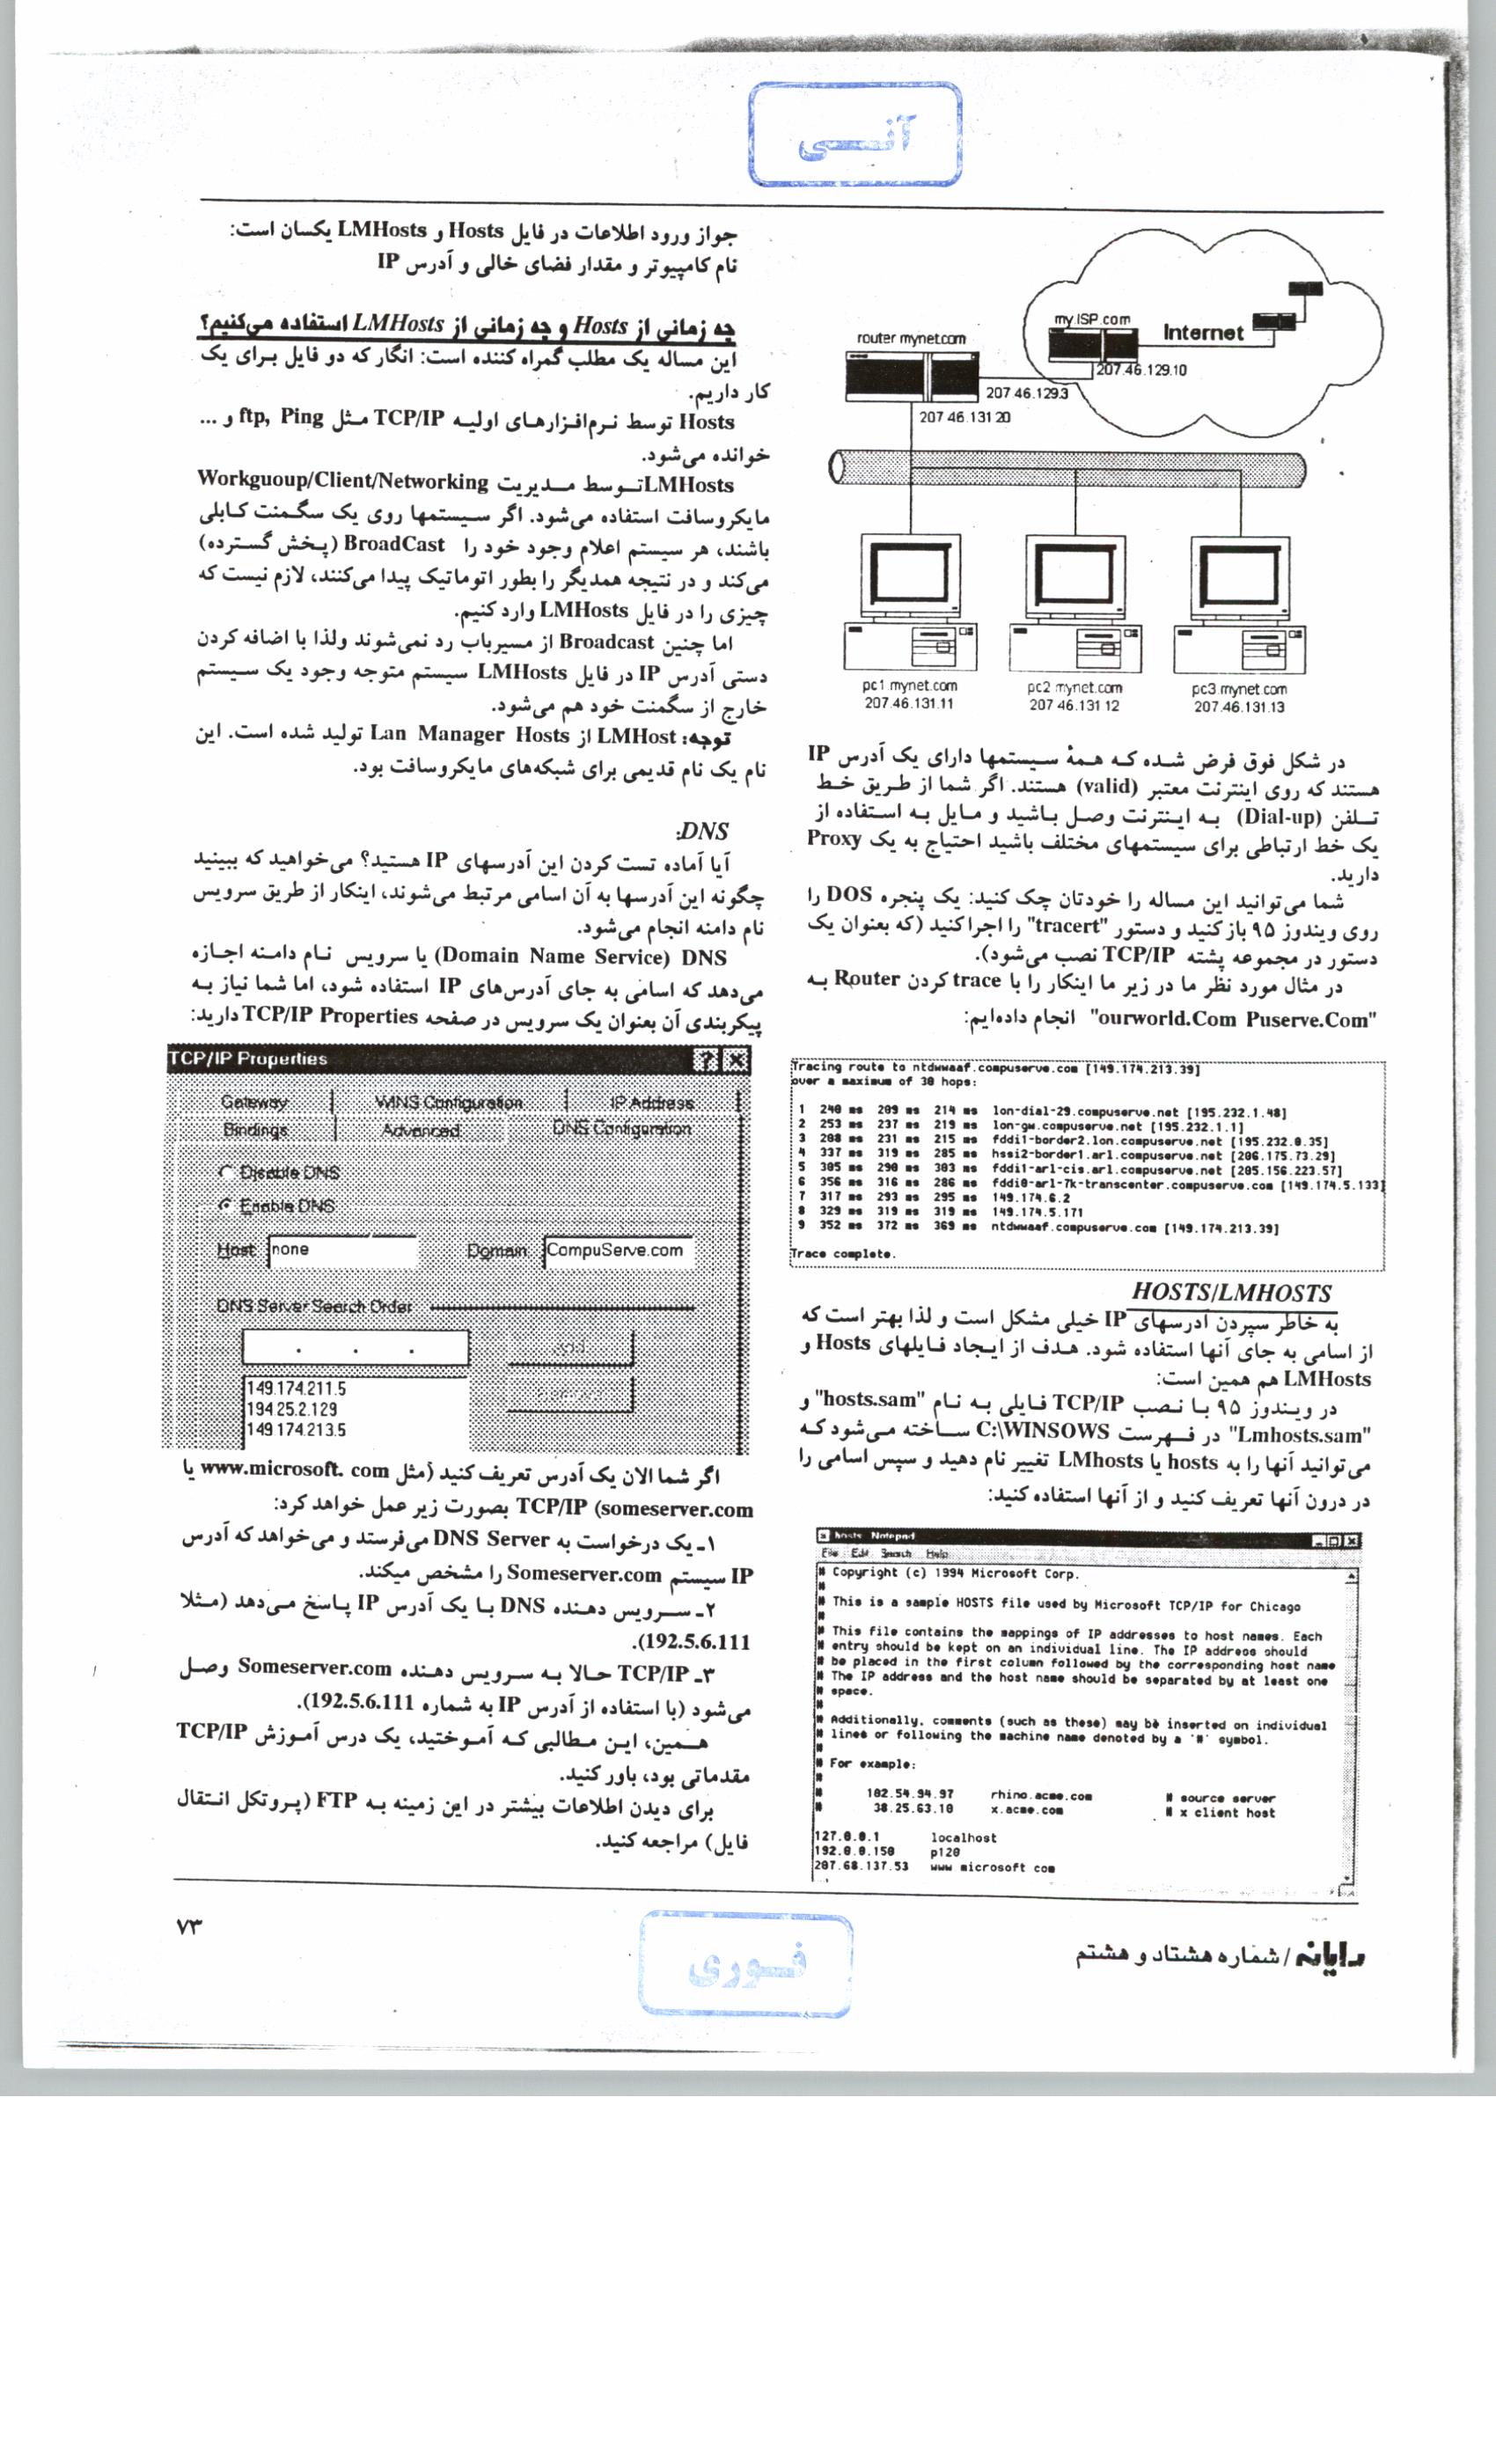 آنــی
my.ISP.com
Internet
router mynet.com
207.46.129.10
207.46.129.3
207 46.131 20
pc1.mynet.com
207.46.131.11
pc2 mynet.com
207 46.131 12
pc3.mynet.com
207.46.131.13
در شکل فوق فرض شده که همهٔ سیستمها دارای یک آدرس IP
هستند که روی اینترنت معتبر (valid) هستند. اگر شما از طریق خط
تلفن (Dial-up) به اینترنت وصل باشید و مایل به استفاده از
یک خط ارتباطی برای سیستمهای مختلف باشید احتیاج به یک Proxy
دارید.
شما می‌توانید این مساله را خودتان چک کنید: یک پنجره DOS را
روی ویندوز ۹۵ باز کنید و دستور "tracert" را اجرا کنید (که بعنوان یک
دستور در مجموعه پشته TCP/IP نصب می‌شود).
در مثال مورد نظر ما در زیر ما اینکار را با trace کردن Router به
"ourworld.Com Puserve.Com" انجام داده‌ایم:
Tracing route to ntdwwaaf.compuserve.com [149.174.213.39]
over a maximum of 30 hops:
1 240 ms 209 ms 214 ms lon-dial-29.compuserve.net [195.232.1.48]
2 253 ms 237 ms 219 ms lon-gw.compuserve.net [195.232.1.1]
3 208 ms 231 ms 215 ms fddi1-border2.lon.compuserve.net [195.232.0.35]
4 337 ms 319 ms 285 ms hssi2-border1.arl.compuserve.net [206.175.73.29]
5 305 ms 290 ms 303 ms fddi1-arl-cis.arl.compuserve.net [205.156.223.57]
6 356 ms 316 ms 286 ms fddi0-arl-7k-transcenter.compuserve.com [149.174.5.133]
7 317 ms 293 ms 295 ms 149.174.6.2
8 329 ms 319 ms 319 ms 149.174.5.171
9 352 ms 372 ms 369 ms ntdwwaaf.compuserve.com [149.174.213.39]
Trace complete.
HOSTS/LMHOSTS
به خاطر سپردن آدرسهای IP خیلی مشکل است و لذا بهتر است که
از اسامی به جای آنها استفاده شود. هدف از ایجاد فایلهای Hosts و
LMHosts هم همین است:
در ویندوز ۹۵ با نصب TCP/IP فایلی به نام "hosts.sam" و
"Lmhosts.sam" در فهرست C:\WINSOWS ساخته می‌شود که
می‌توانید آنها را به hosts یا LMhosts تغییر نام دهید و سپس اسامی را
در درون آنها تعریف کنید و از آنها استفاده کنید:
hosts Notepad
File Edit Search Help
# Copyright (c) 1994 Microsoft Corp.
#
# This is a sample HOSTS file used by Microsoft TCP/IP for Chicago
#
# This file contains the mappings of IP addresses to host names. Each
# entry should be kept on an individual line. The IP address should
# be placed in the first column followed by the corresponding host name
# The IP address and the host name should be separated by at least one
# space.
#
# Additionally, comments (such as these) may be inserted on individual
# lines or following the machine name denoted by a '#' symbol.
#
# For example:
#
# 102.54.94.97 rhino.acme.com # source server
# 38.25.63.10 x.acme.com # x client host
127.0.0.1 localhost
192.0.0.150 p120
207.68.137.53 www microsoft com
جواز ورود اطلاعات در فایل Hosts و LMHosts یکسان است:
نام کامپیوتر و مقدار فضای خالی و آدرس IP
چه زمانی از Hosts و چه زمانی از LMHosts استفاده می‌کنیم؟
این مساله یک مطلب گمراه کننده است: انگار که دو فایل برای یک
کار داریم.
Hosts توسط نرم‌افزارهای اولیه TCP/IP مثل ftp, Ping و ...
خوانده می‌شود.
LMHosts توسط مدیریت Workguoup/Client/Networking
مایکروسافت استفاده می‌شود. اگر سیستمها روی یک سگمنت کابلی
باشند، هر سیستم اعلام وجود خود را BroadCast (پخش گسترده)
می‌کند و در نتیجه همدیگر را بطور اتوماتیک پیدا می‌کنند، لازم نیست که
چیزی را در فایل LMHosts وارد کنیم.
اما چنین Broadcast از مسیریاب رد نمی‌شوند ولذا با اضافه کردن
دستی آدرس IP در فایل LMHosts سیستم متوجه وجود یک سیستم
خارج از سگمنت خود هم می‌شود.
توجه: LMHost از Lan Manager Hosts تولید شده است. این
نام یک نام قدیمی برای شبکه‌های مایکروسافت بود.
DNS:
آیا آماده تست کردن این آدرسهای IP هستید؟ می‌خواهید که ببینید
چگونه این آدرسها به آن اسامی مرتبط می‌شوند، اینکار از طریق سرویس
نام دامنه انجام می‌شود.
DNS (Domain Name Service) یا سرویس نام دامنه اجازه
می‌دهد که اسامی به جای آدرس‌های IP استفاده شود، اما شما نیاز به
پیکربندی آن بعنوان یک سرویس در صفحه TCP/IP Properties دارید:
TCP/IP Properties
Gateway WINS Configuration IP Address
Bindings Advanced DNS Configuration
Disable DNS
Enable DNS
Host: none Domain: CompuServe.com
DNS Server Search Order
. . . Add
149.174.211.5
194 25.2.129
149 174.213.5
اگر شما الان یک آدرس تعریف کنید (مثل www.microsoft. com یا
someserver.com) TCP/IP بصورت زیر عمل خواهد کرد:
۱ـ یک درخواست به DNS Server می‌فرستد و می‌خواهد که آدرس
IP سیستم Someserver.com را مشخص میکند.
۲ـ سرویس دهنده DNS با یک آدرس IP پاسخ می‌دهد (مثلا
192.5.6.111).
۳ـ TCP/IP حالا به سرویس دهنده Someserver.com وصل
می‌شود (با استفاده از آدرس IP به شماره 192.5.6.111).
همین، این مطالبی که آموختید، یک درس آموزش TCP/IP
مقدماتی بود، باور کنید.
برای دیدن اطلاعات بیشتر در این زمینه به FTP (پروتکل انتقال
فایل) مراجعه کنید.
رایانه / شماره هشتاد و هشتم
۷۳
فــوری